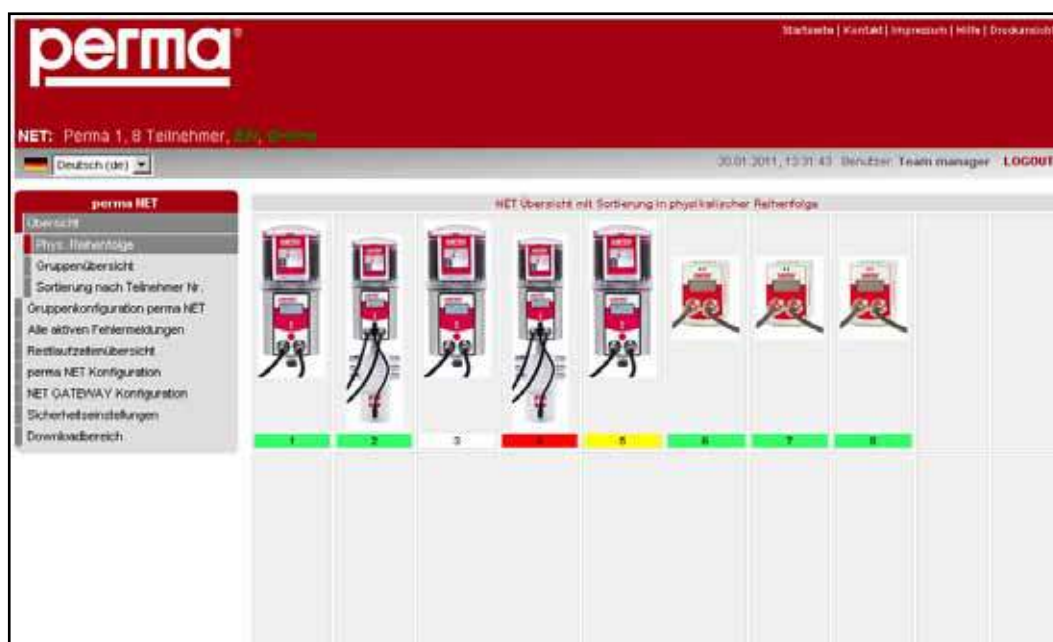 perma®
Startseite | Kontakt | Impressum | Hilfe | Druckansicht
NET: Perma 1, 8 Teilnehmer,
Deutsch (de)
20.01.2011, 13:31:43 Benutzer: Team manager LOGOUT
perma NET
Übersicht
Phys. Reihenfolge
Gruppenübersicht
Sortierung nach Teilnehmer Nr.
Gruppenkonfiguration perma NET
Alle aktiven Fehlermeldungen
Restlaufzeitenübersicht
perma NET Konfiguration
NET GATEWAY Konfiguration
Sicherheitseinstellungen
Downloadbereich
NET Übersicht mit Sortierung in physikalischer Reihenfolge
1 2 3 4 5 6 7 8